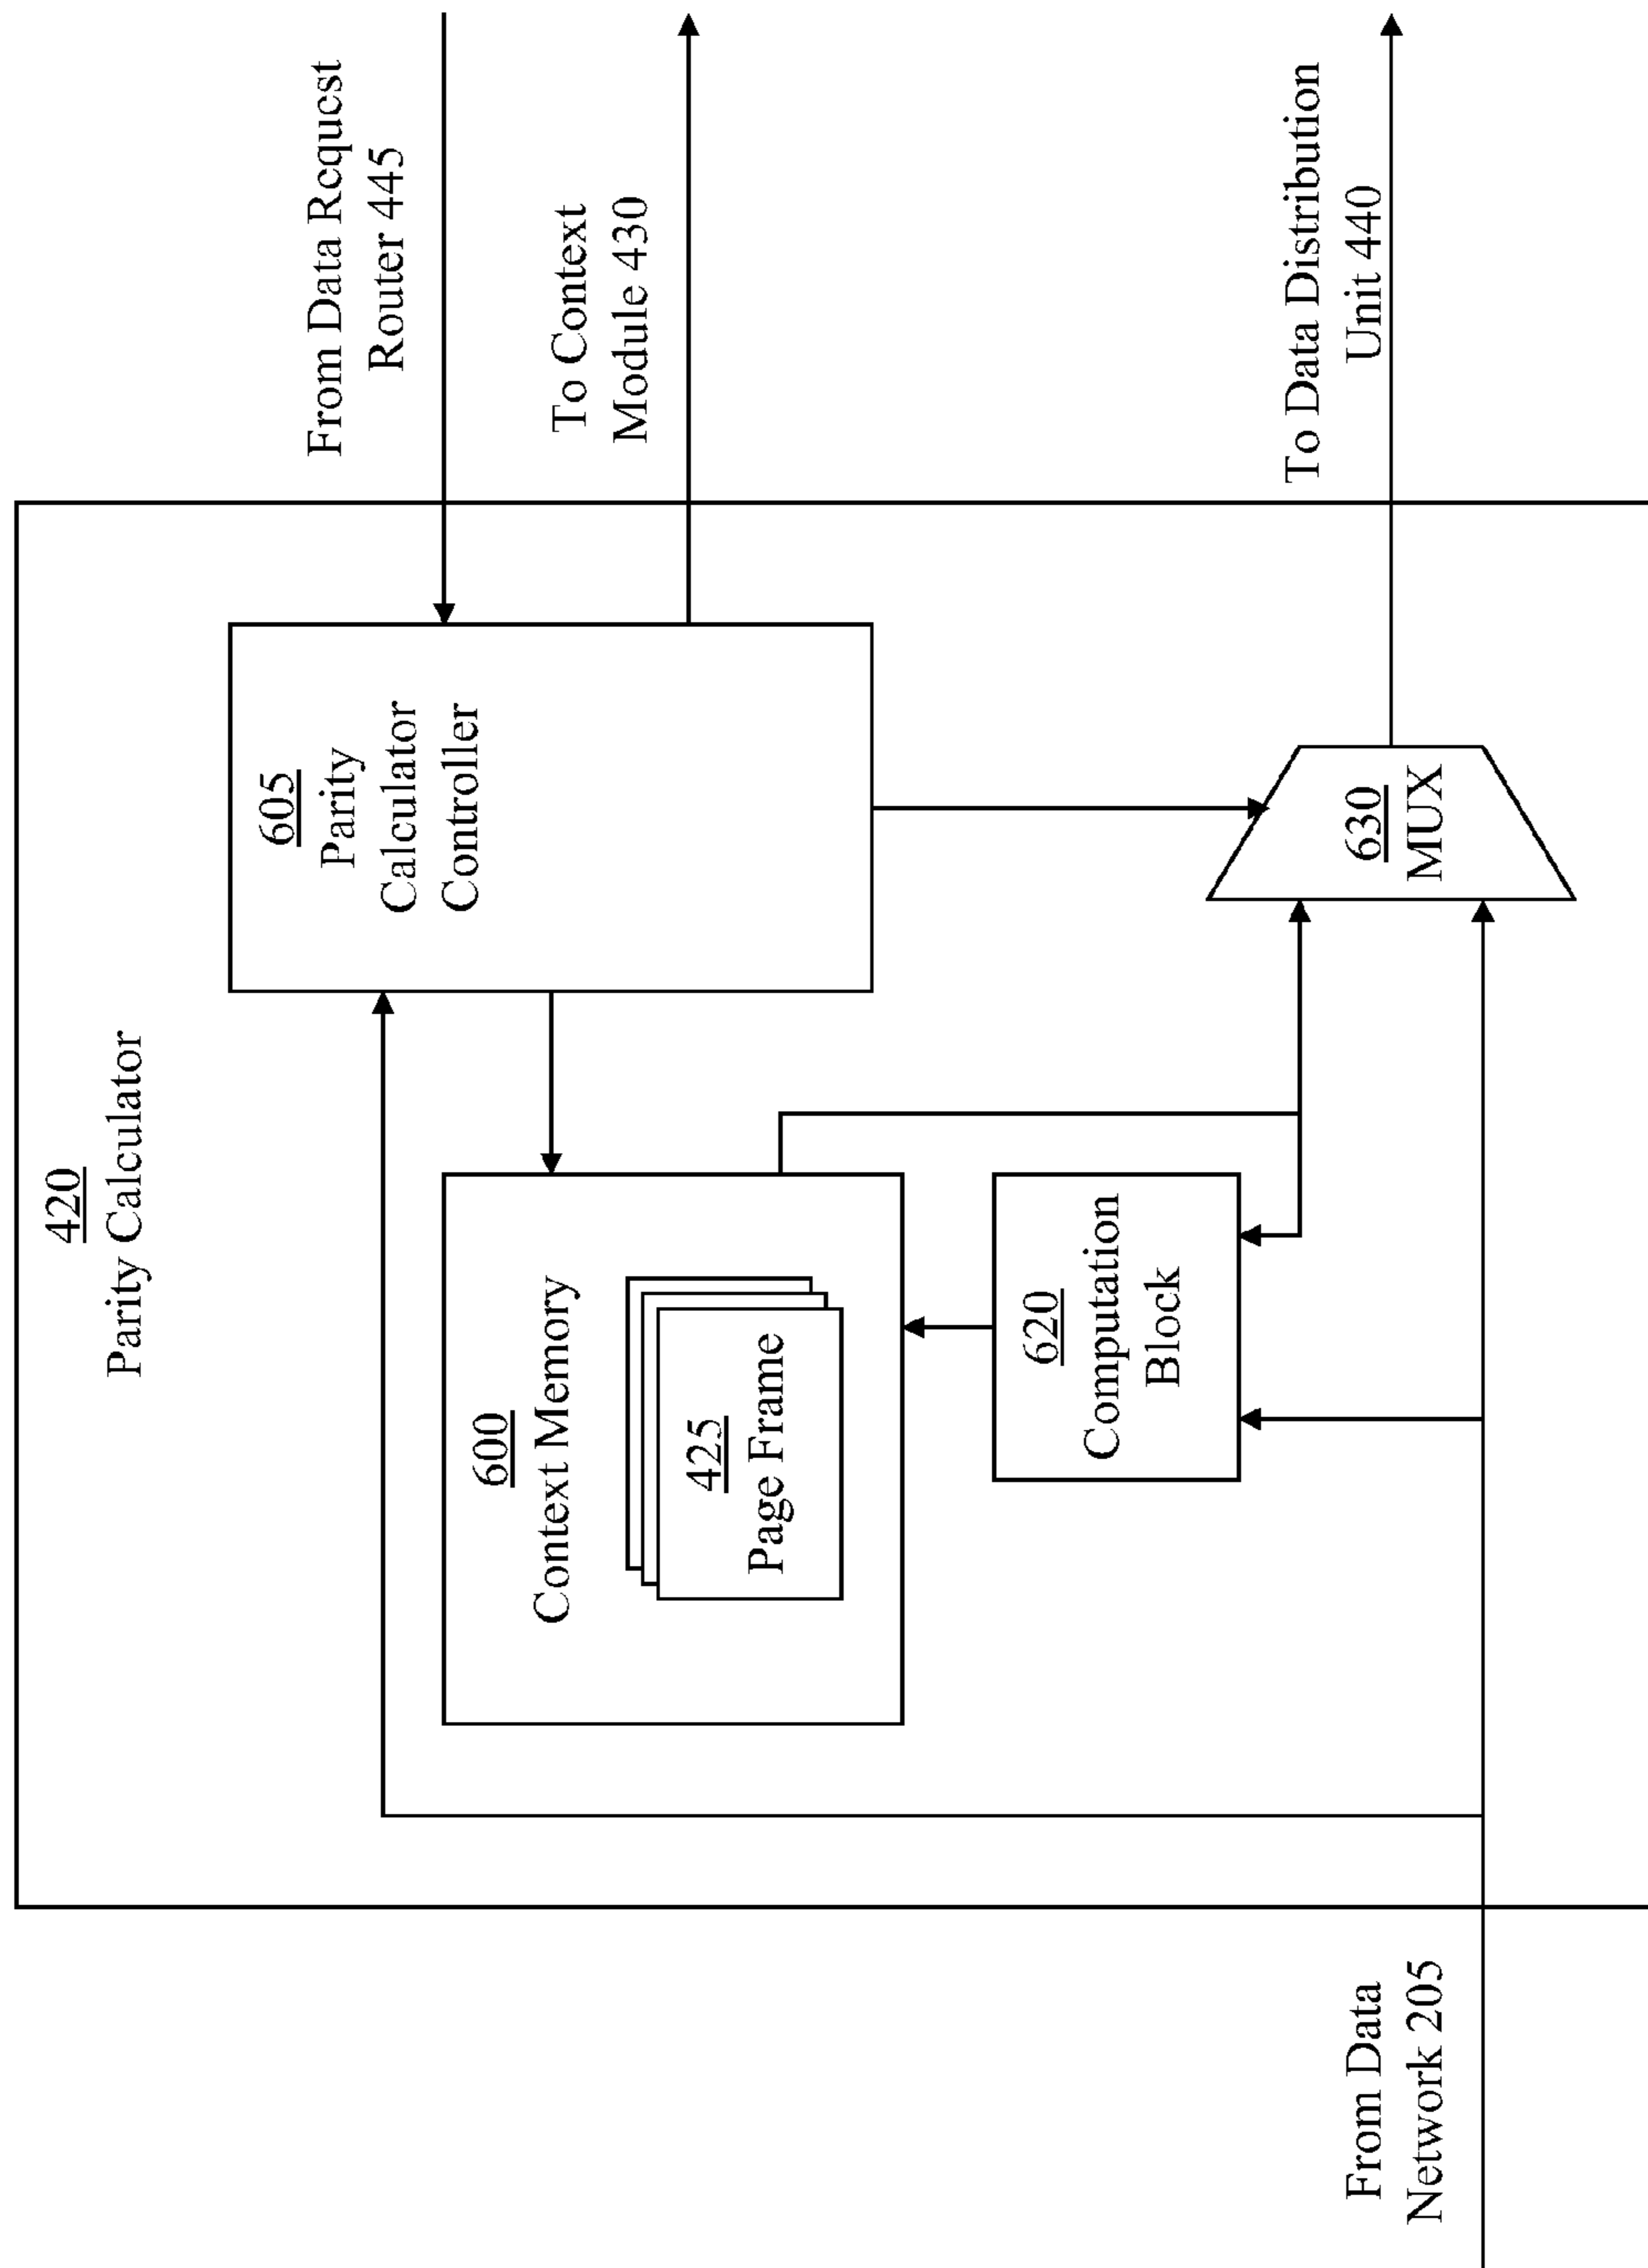 420
Parity Calculator
605
Parity
Calculator
Controller
From Data Request
Router 445
To Context
Module 430
600
Context Memory
425
Page Frame
620
Computation
Block
630
MUX
To Data Distribution
Unit 440
From Data
Network 205